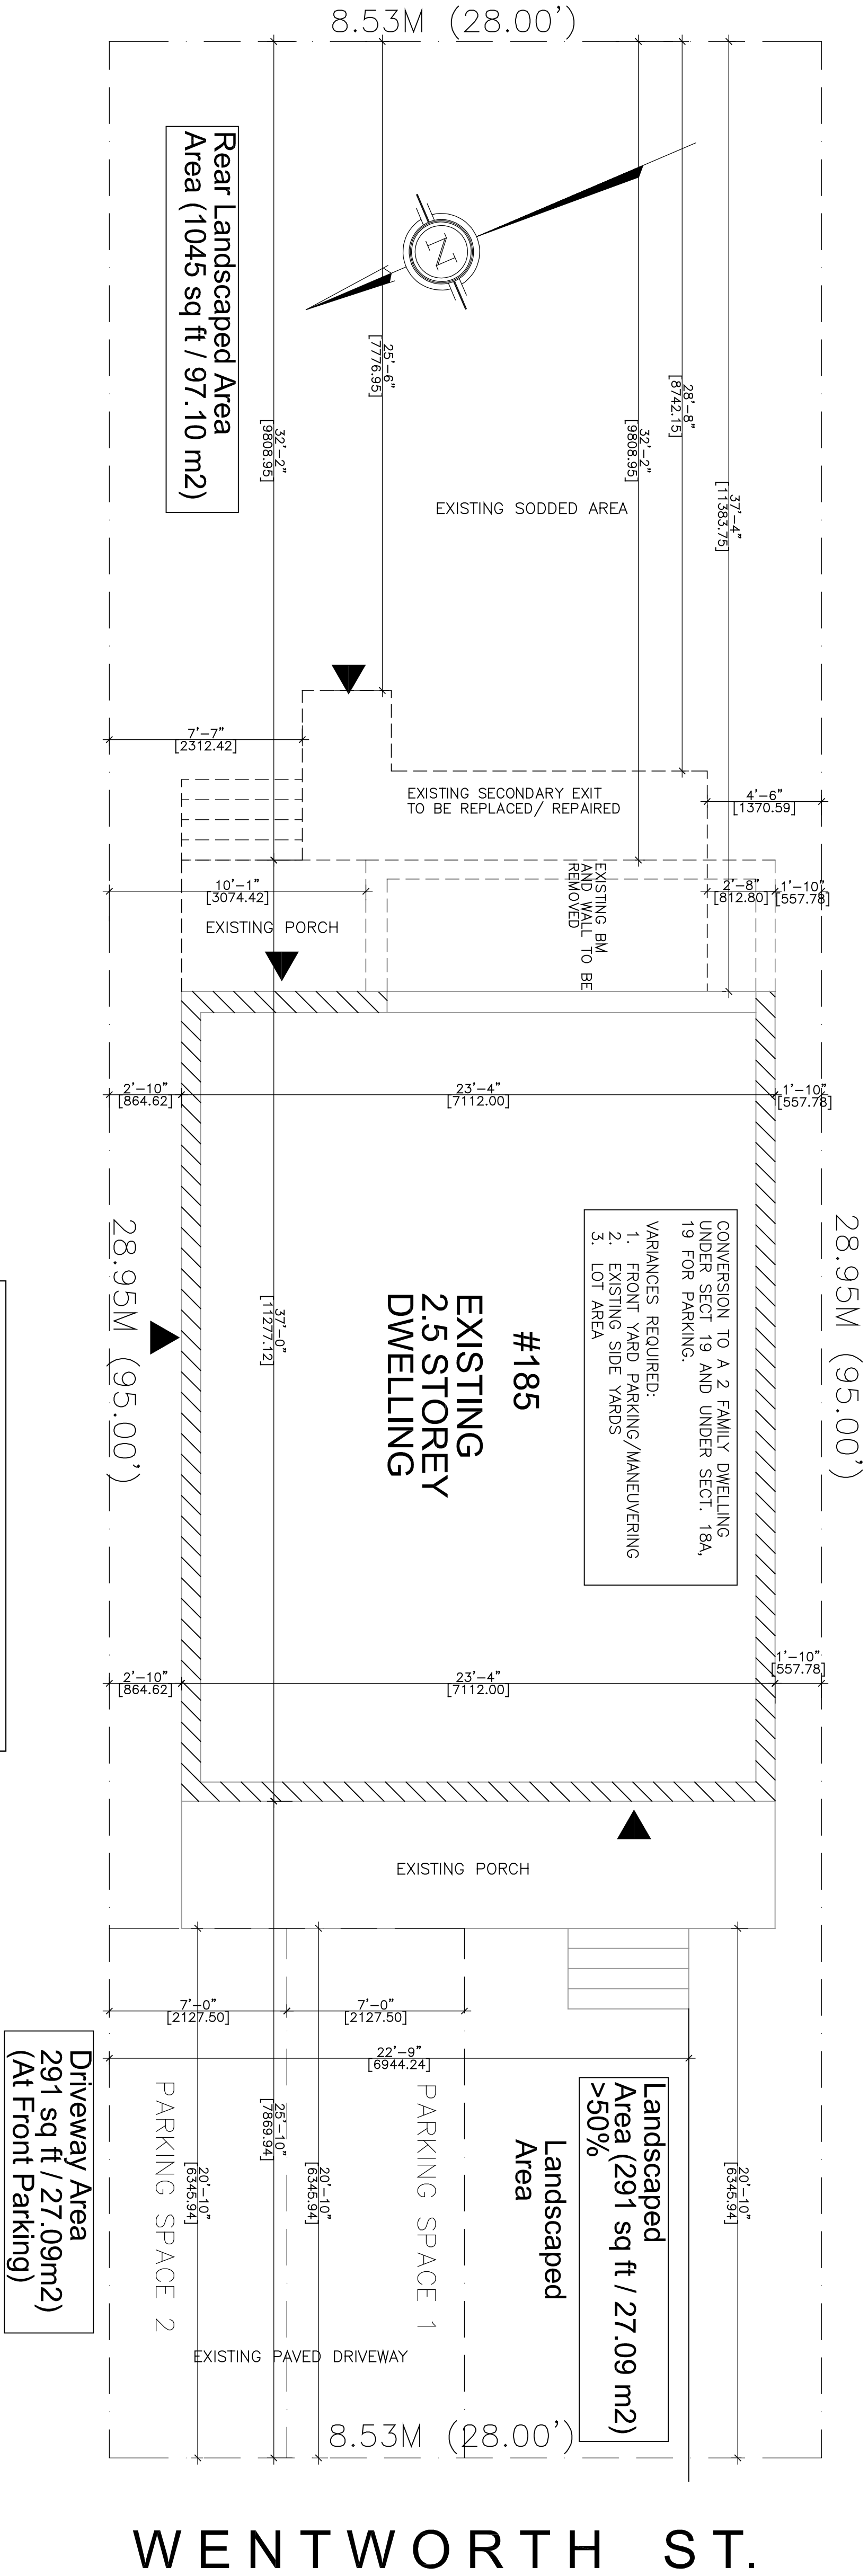 8.53M (28.00')
Rear Landscaped Area
Area (1045 sq ft / 97.10 m2)
N
25'-6"
[7776.95]
28'-8"
[8742.15]
32'-2"
[9808.95]
32'-2"
[9808.95]
37'-4"
[11383.75]
EXISTING SODDED AREA
7'-7"
[2312.42]
EXISTING SECONDARY EXIT
TO BE REPLACED/ REPAIRED
4'-6"
[1370.59]
EXISTING BM
AND WALL TO BE
REMOVED
10'-1"
[3074.42]
2'-8"
[812.80]
1'-10"
[557.78]
EXISTING PORCH
2'-10"
[864.62]
23'-4"
[7112.00]
1'-10"
[557.78]
28.95M (95.00')
28.95M (95.00')
CONVERSION TO A 2 FAMILY DWELLING
UNDER SECT 19 AND UNDER SECT. 18A,
19 FOR PARKING.
VARIANCES REQUIRED:
1. FRONT YARD PARKING/MANEUVERING
2. EXISTING SIDE YARDS
3. LOT AREA
37'-0"
[11277.12]
#185
EXISTING
2.5 STOREY
DWELLING
2'-10"
[864.62]
23'-4"
[7112.00]
1'-10"
[557.78]
EXISTING PORCH
7'-0"
[2127.50]
7'-0"
[2127.50]
22'-9"
[6944.24]
Landscaped
Area (291 sq ft / 27.09 m2)
>50%
Landscaped
Area
Driveway Area
291 sq ft / 27.09m2)
(At Front Parking)
PARKING SPACE 2
PARKING SPACE 1
20'-10"
[6345.94]
25'-10"
[7869.94]
20'-10"
[6345.94]
20'-10"
[6345.94]
EXISTING PAVED DRIVEWAY
8.53M (28.00')
WENTWORTH ST.